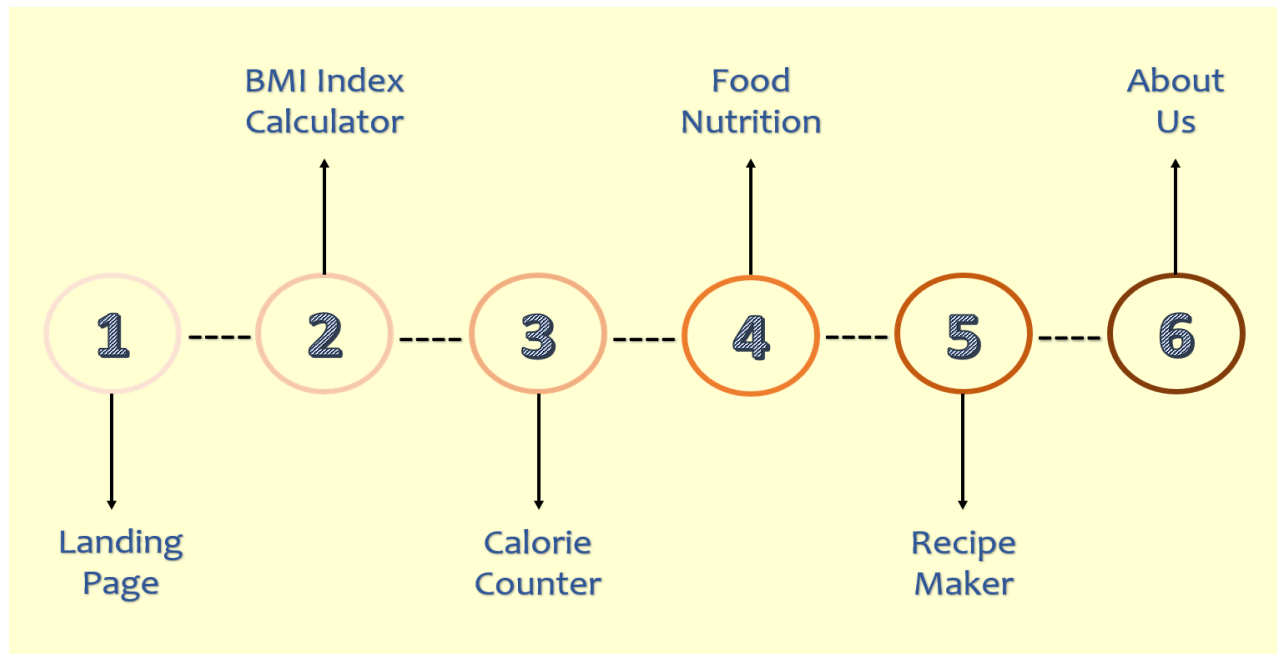 BMI Index
Calculator
Food
Nutrition
About
Us
1
2
3
4
5
6
Landing
Page
Calorie
Counter
Recipe
Maker